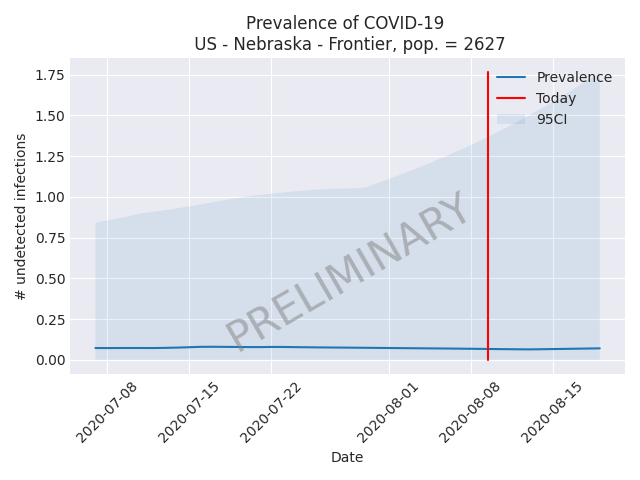 Prevalence of COVID-19
US - Nebraska - Frontier, pop. = 2627
1.75
1.50
1.25
1.00
0.75
0.50
0.25
0.00
# undetected infections
Prevalence
Today
95CI
PRELIMINARY
2020-07-08
2020-07-15
2020-07-22
2020-08-01
2020-08-08
2020-08-15
Date